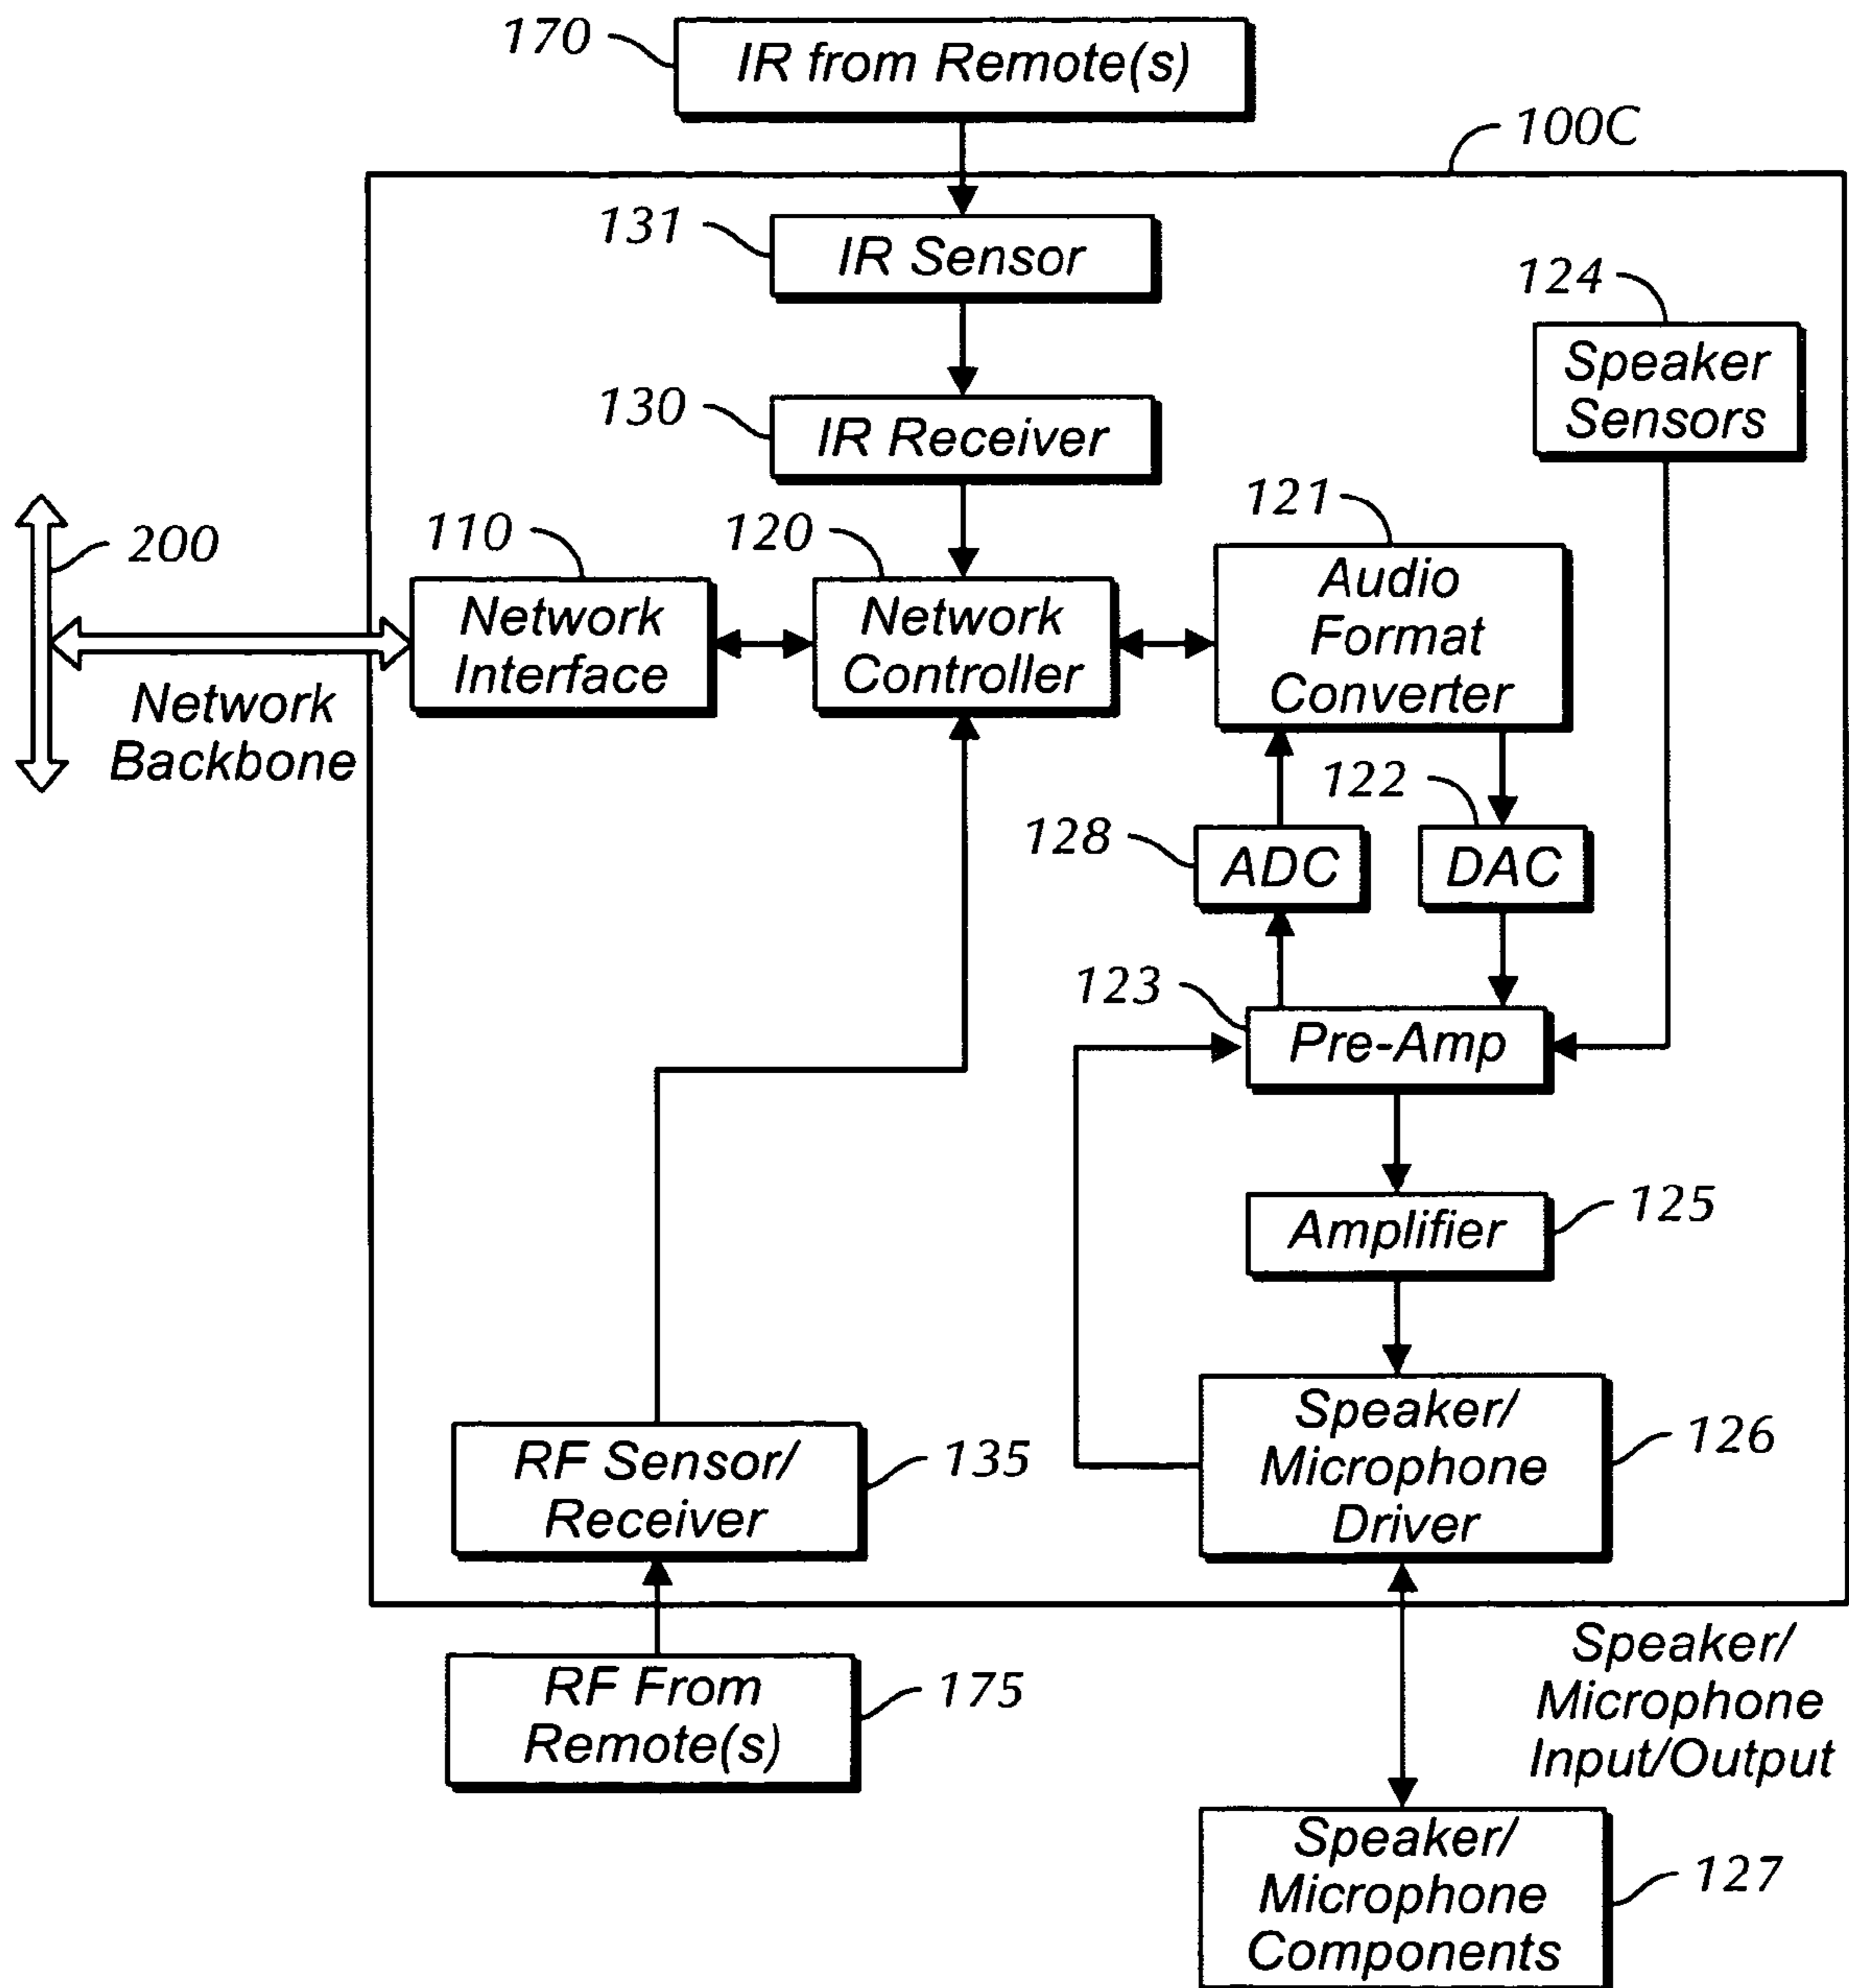 170
IR from Remote(s)
100C
131
IR Sensor
124
Speaker
Sensors
130
IR Receiver
200
110
120
121
Network
Interface
Network
Controller
Audio
Format
Converter
Network
Backbone
122
128
ADC
DAC
123
Pre-Amp
Amplifier
125
Speaker/
Microphone
Driver
126
RF Sensor/
Receiver
135
RF From
Remote(s)
175
Speaker/
Microphone
Input/Output
Speaker/
Microphone
Components
127